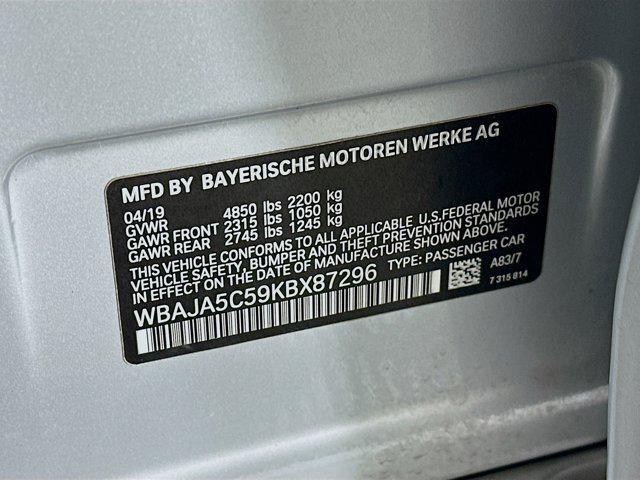 MFD BY BAYERISCHE MOTOREN WERKE AG
04/19
GVWR 4850 lbs 2200 kg
GAWR FRONT 2315 lbs 1050 kg
GAWR REAR 2745 lbs 1245 kg
THIS VEHICLE CONFORMS TO ALL APPLICABLE U.S.FEDERAL MOTOR
VEHICLE SAFETY, BUMPER AND THEFT PREVENTION STANDARDS
IN EFFECT ON THE DATE OF MANUFACTURE SHOWN ABOVE.
WBAJA5C59KBX87296 TYPE: PASSENGER CAR
A83/7
7 315 814